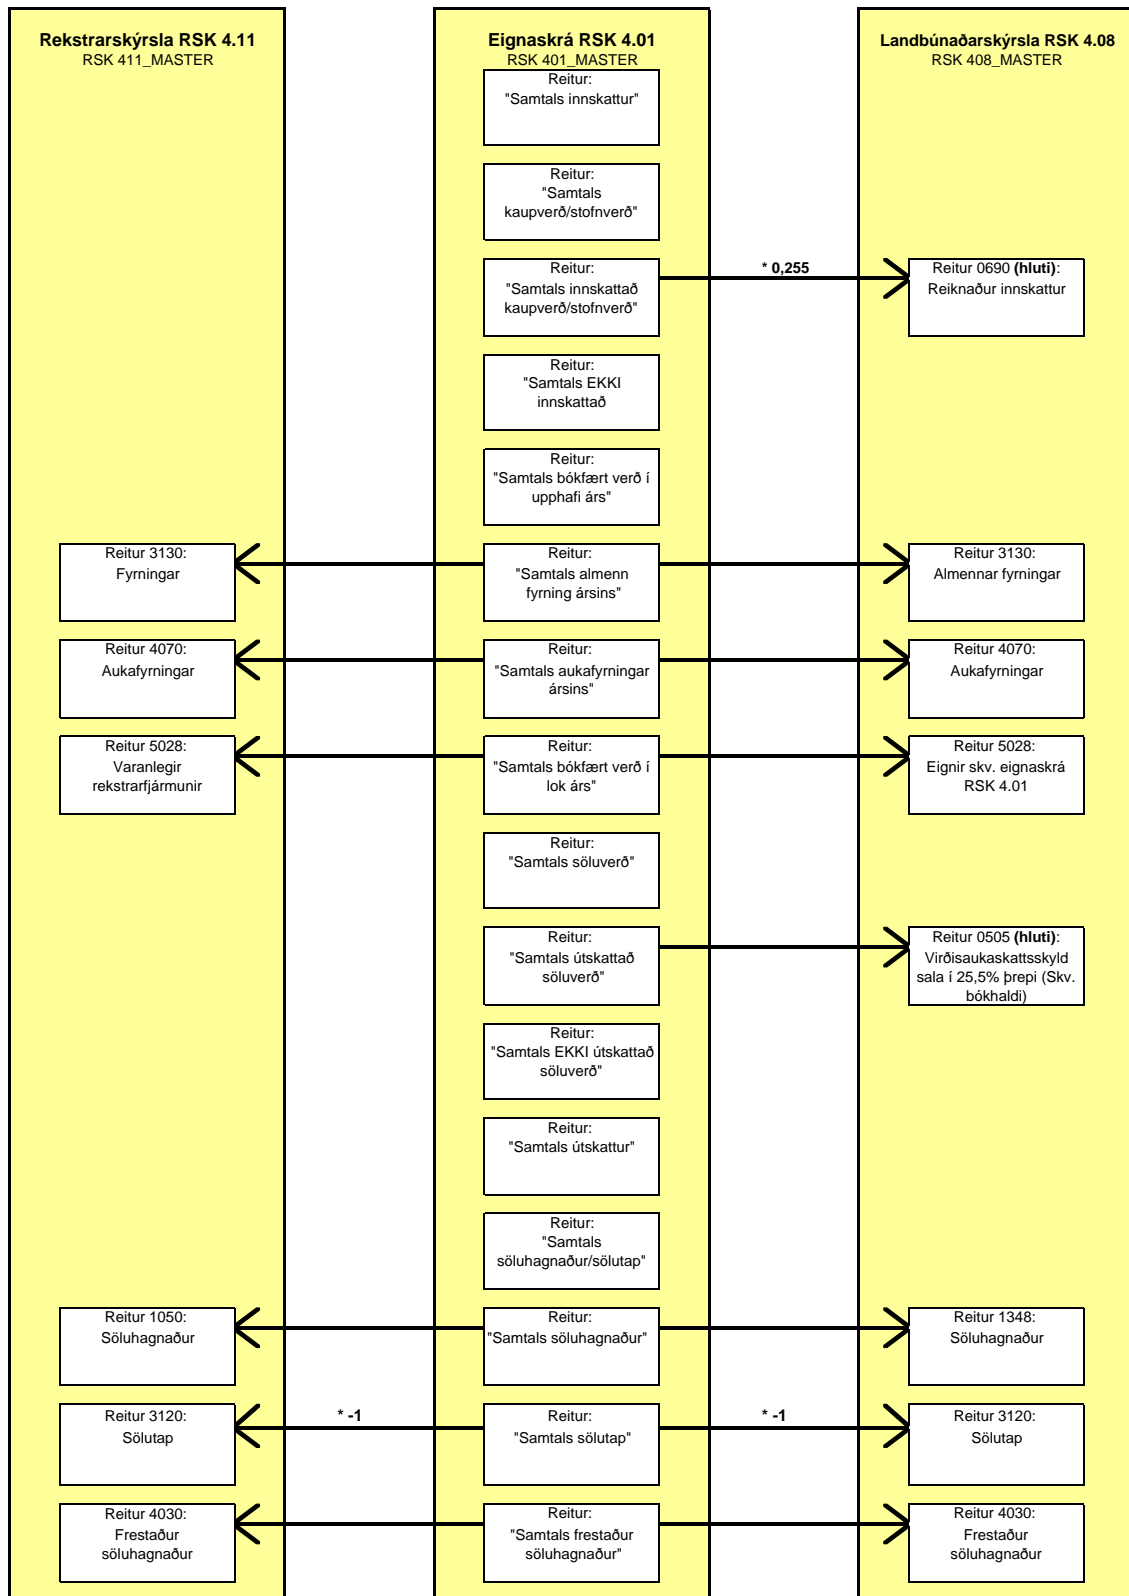 Rekstrarskýrsla RSK 4.11
RSK 411_MASTER
Eignaskrá RSK 4.01
RSK 401_MASTER
Landbúnaðarskýrsla RSK 4.08
RSK 408_MASTER
Reitur:
"Samtals innskattur"
Reitur:
"Samtals
kaupverð/stofnverð"
Reitur:
"Samtals innskattað
kaupverð/stofnverð"
* 0,255
Reitur 0690 (hluti):
Reiknaður innskattur
Reitur:
"Samtals EKKI
innskattað
Reitur:
"Samtals bókfært verð í
upphafi árs"
Reitur 3130:
Fyrningar
Reitur:
"Samtals almenn
fyrning ársins"
Reitur 3130:
Almennar fyrningar
Reitur 4070:
Aukafyrningar
Reitur:
"Samtals aukafyrningar
ársins"
Reitur 4070:
Aukafyrningar
Reitur 5028:
Varanlegir
rekstrarfjármunir
Reitur:
"Samtals bókfært verð í
lok árs"
Reitur 5028:
Eignir skv. eignaskrá
RSK 4.01
Reitur:
"Samtals söluverð"
Reitur:
"Samtals útskattað
söluverð"
Reitur 0505 (hluti):
Virðisaukaskattsskyld
sala í 25,5% þrepi (Skv.
bókhaldi)
Reitur:
"Samtals EKKI útskattað
söluverð"
Reitur:
"Samtals útskattur"
Reitur:
"Samtals
söluhagnaður/sölutap"
Reitur 1050:
Söluhagnaður
Reitur:
"Samtals söluhagnaður"
Reitur 1348:
Söluhagnaður
Reitur 3120:
Sölutap
* -1
Reitur:
"Samtals sölutap"
* -1
Reitur 3120:
Sölutap
Reitur 4030:
Frestaður
söluhagnaður
Reitur:
"Samtals frestaður
söluhagnaður"
Reitur 4030:
Frestaður
söluhagnaður